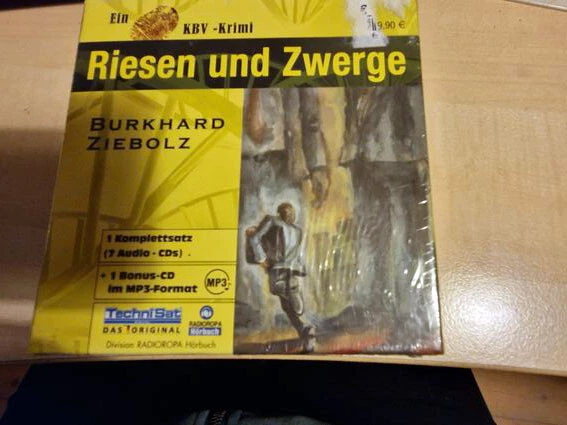 Ein KBV -Krimi
9.90 €
Riesen und Zwerge
BURKHARD
ZIEBOLZ
1 Komplettsatz
(7 Audio - CDs)
+ 1 Bonus-CD
im MP3-Format
MP3
TechniSat
DAS ORIGINAL
RADIOROPA
Hörbuch
Division RADIOROPA Hörbuch